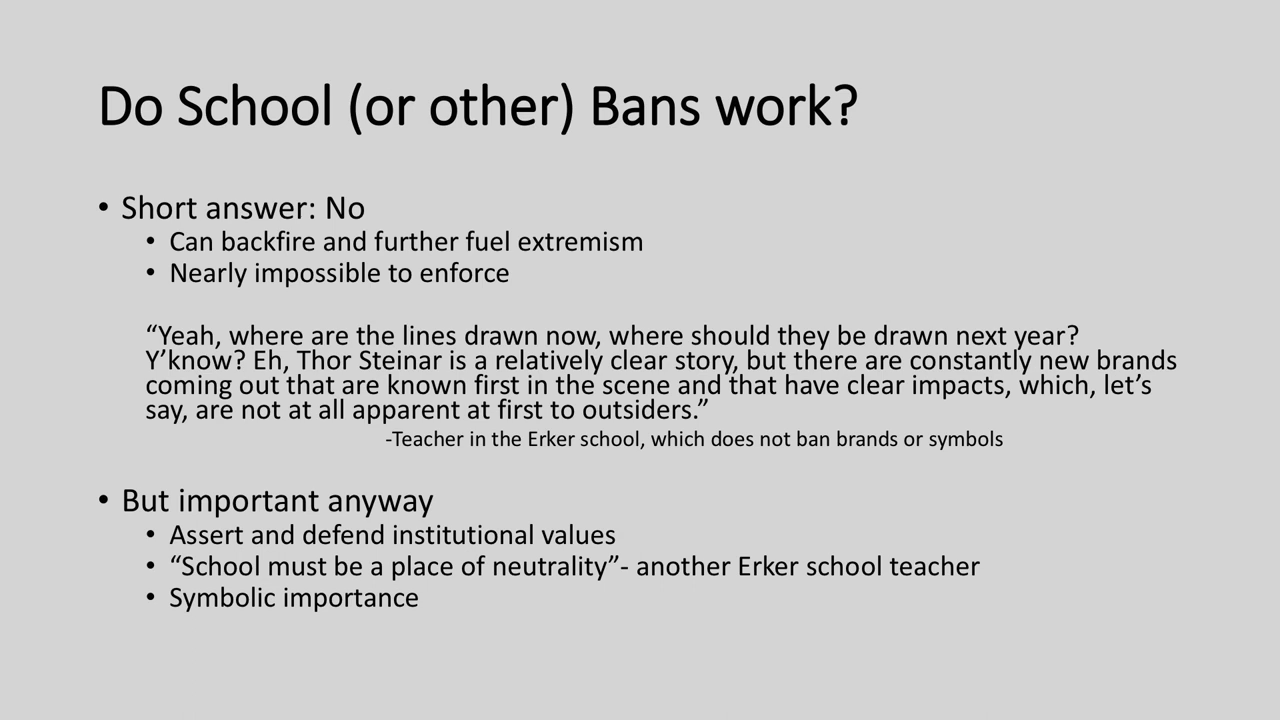 Do School (or other) Bans work?
• Short answer: No
• Can backfire and further fuel extremism
• Nearly impossible to enforce
“Yeah, where are the lines drawn now, where should they be drawn next year?
Y’know? Eh, Thor Steinar is a relatively clear story, but there are constantly new brands
coming out that are known first in the scene and that have clear impacts, which, let’s
say, are not at all apparent at first to outsiders.”
-Teacher in the Erker school, which does not ban brands or symbols
• But important anyway
• Assert and defend institutional values
• “School must be a place of neutrality”- another Erker school teacher
• Symbolic importance